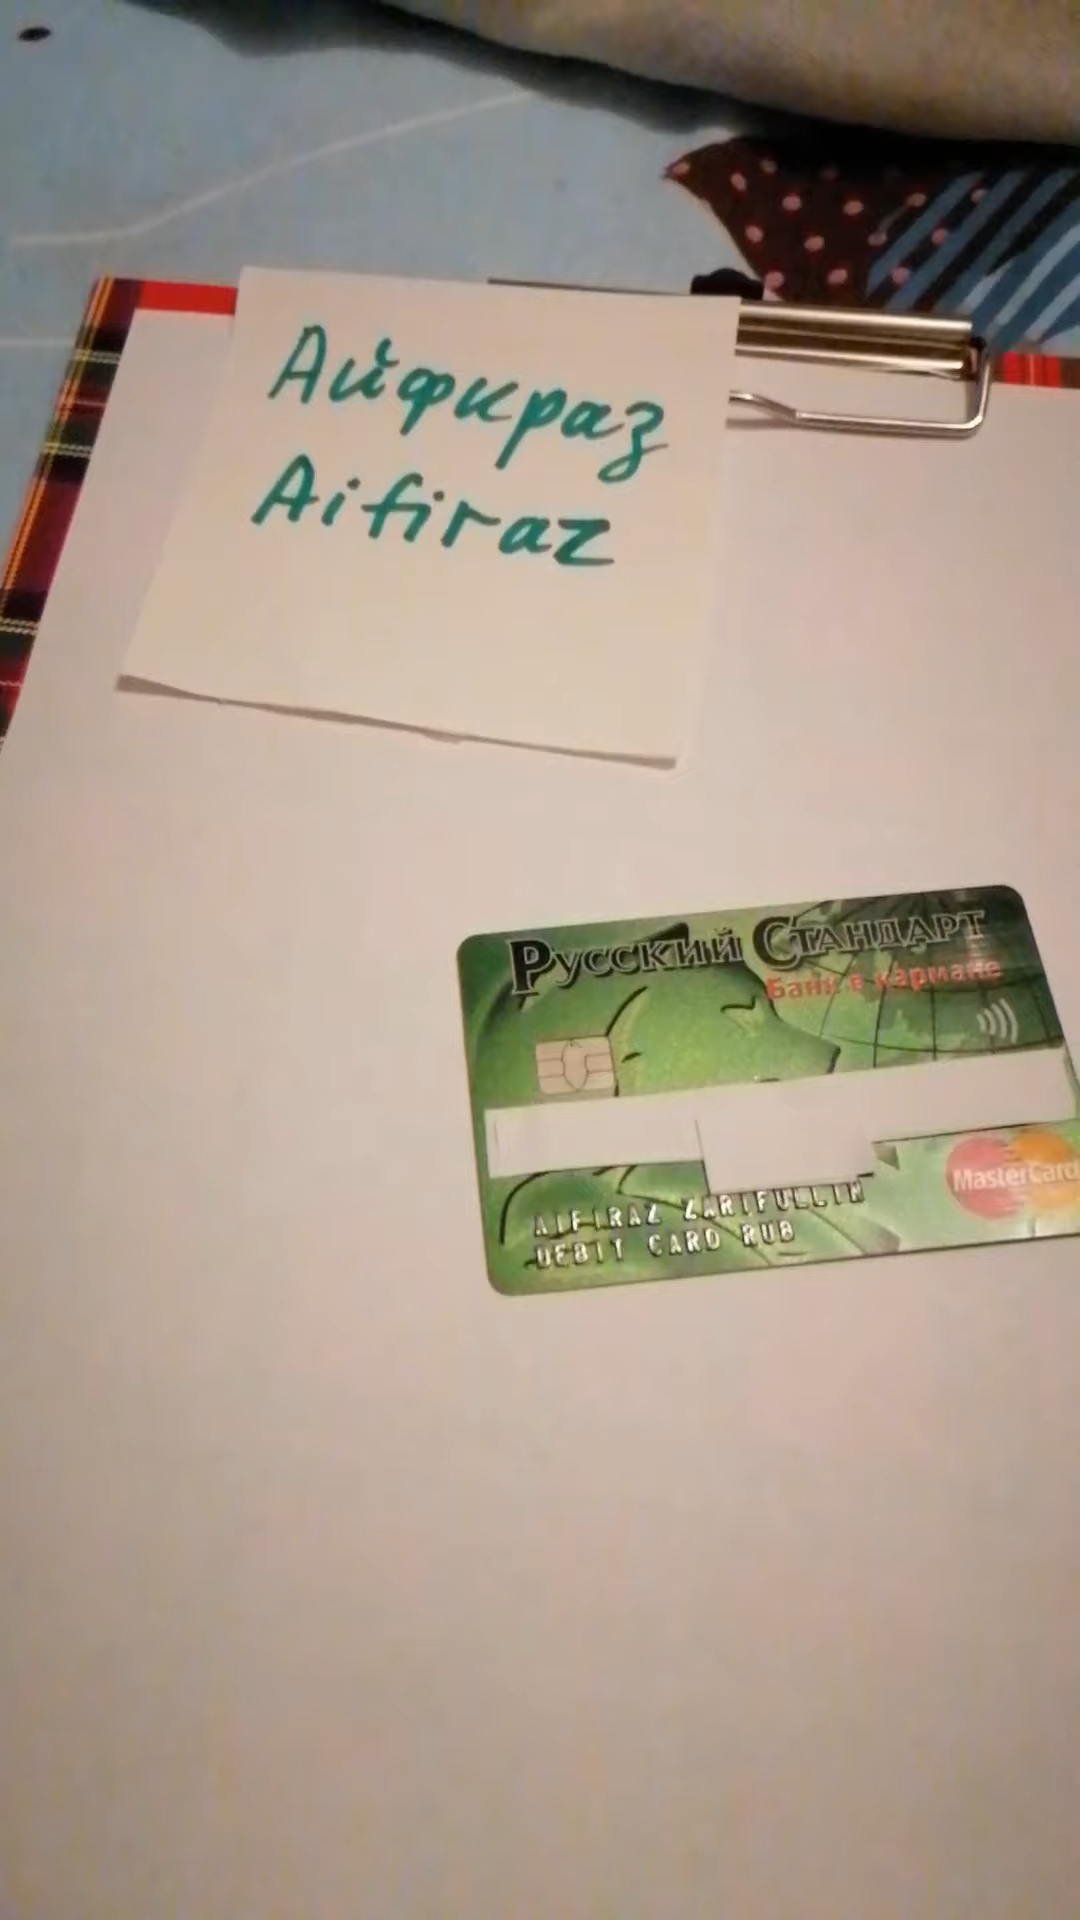 Айфираз
Aifiraz
Русский Стандарт
Банк в кармане
AIFIRAZ ZARIFULLIN
DEBIT CARD RUB
MasterCard